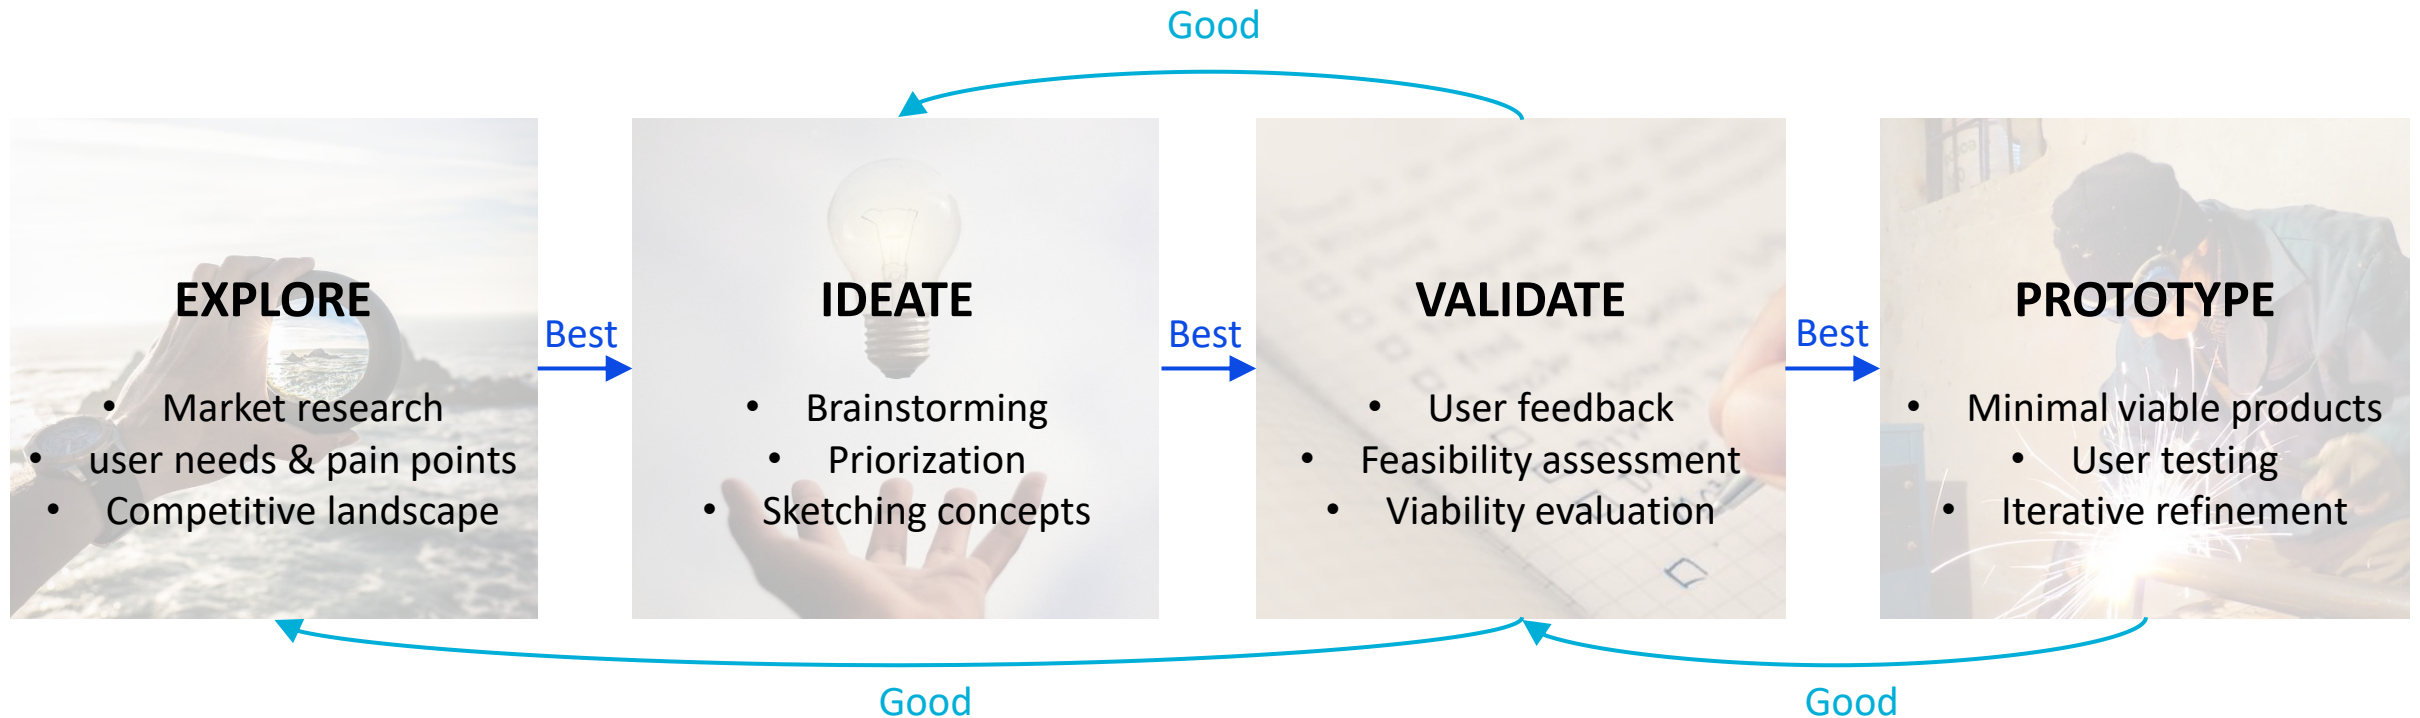 Good
EXPLORE
• Market research
• user needs & pain points
• Competitive landscape
Best
IDEATE
• Brainstorming
• Priorization
• Sketching concepts
Best
VALIDATE
• User feedback
• Feasibility assessment
• Viability evaluation
Best
PROTOTYPE
• Minimal viable products
• User testing
• Iterative refinement
Good
Good